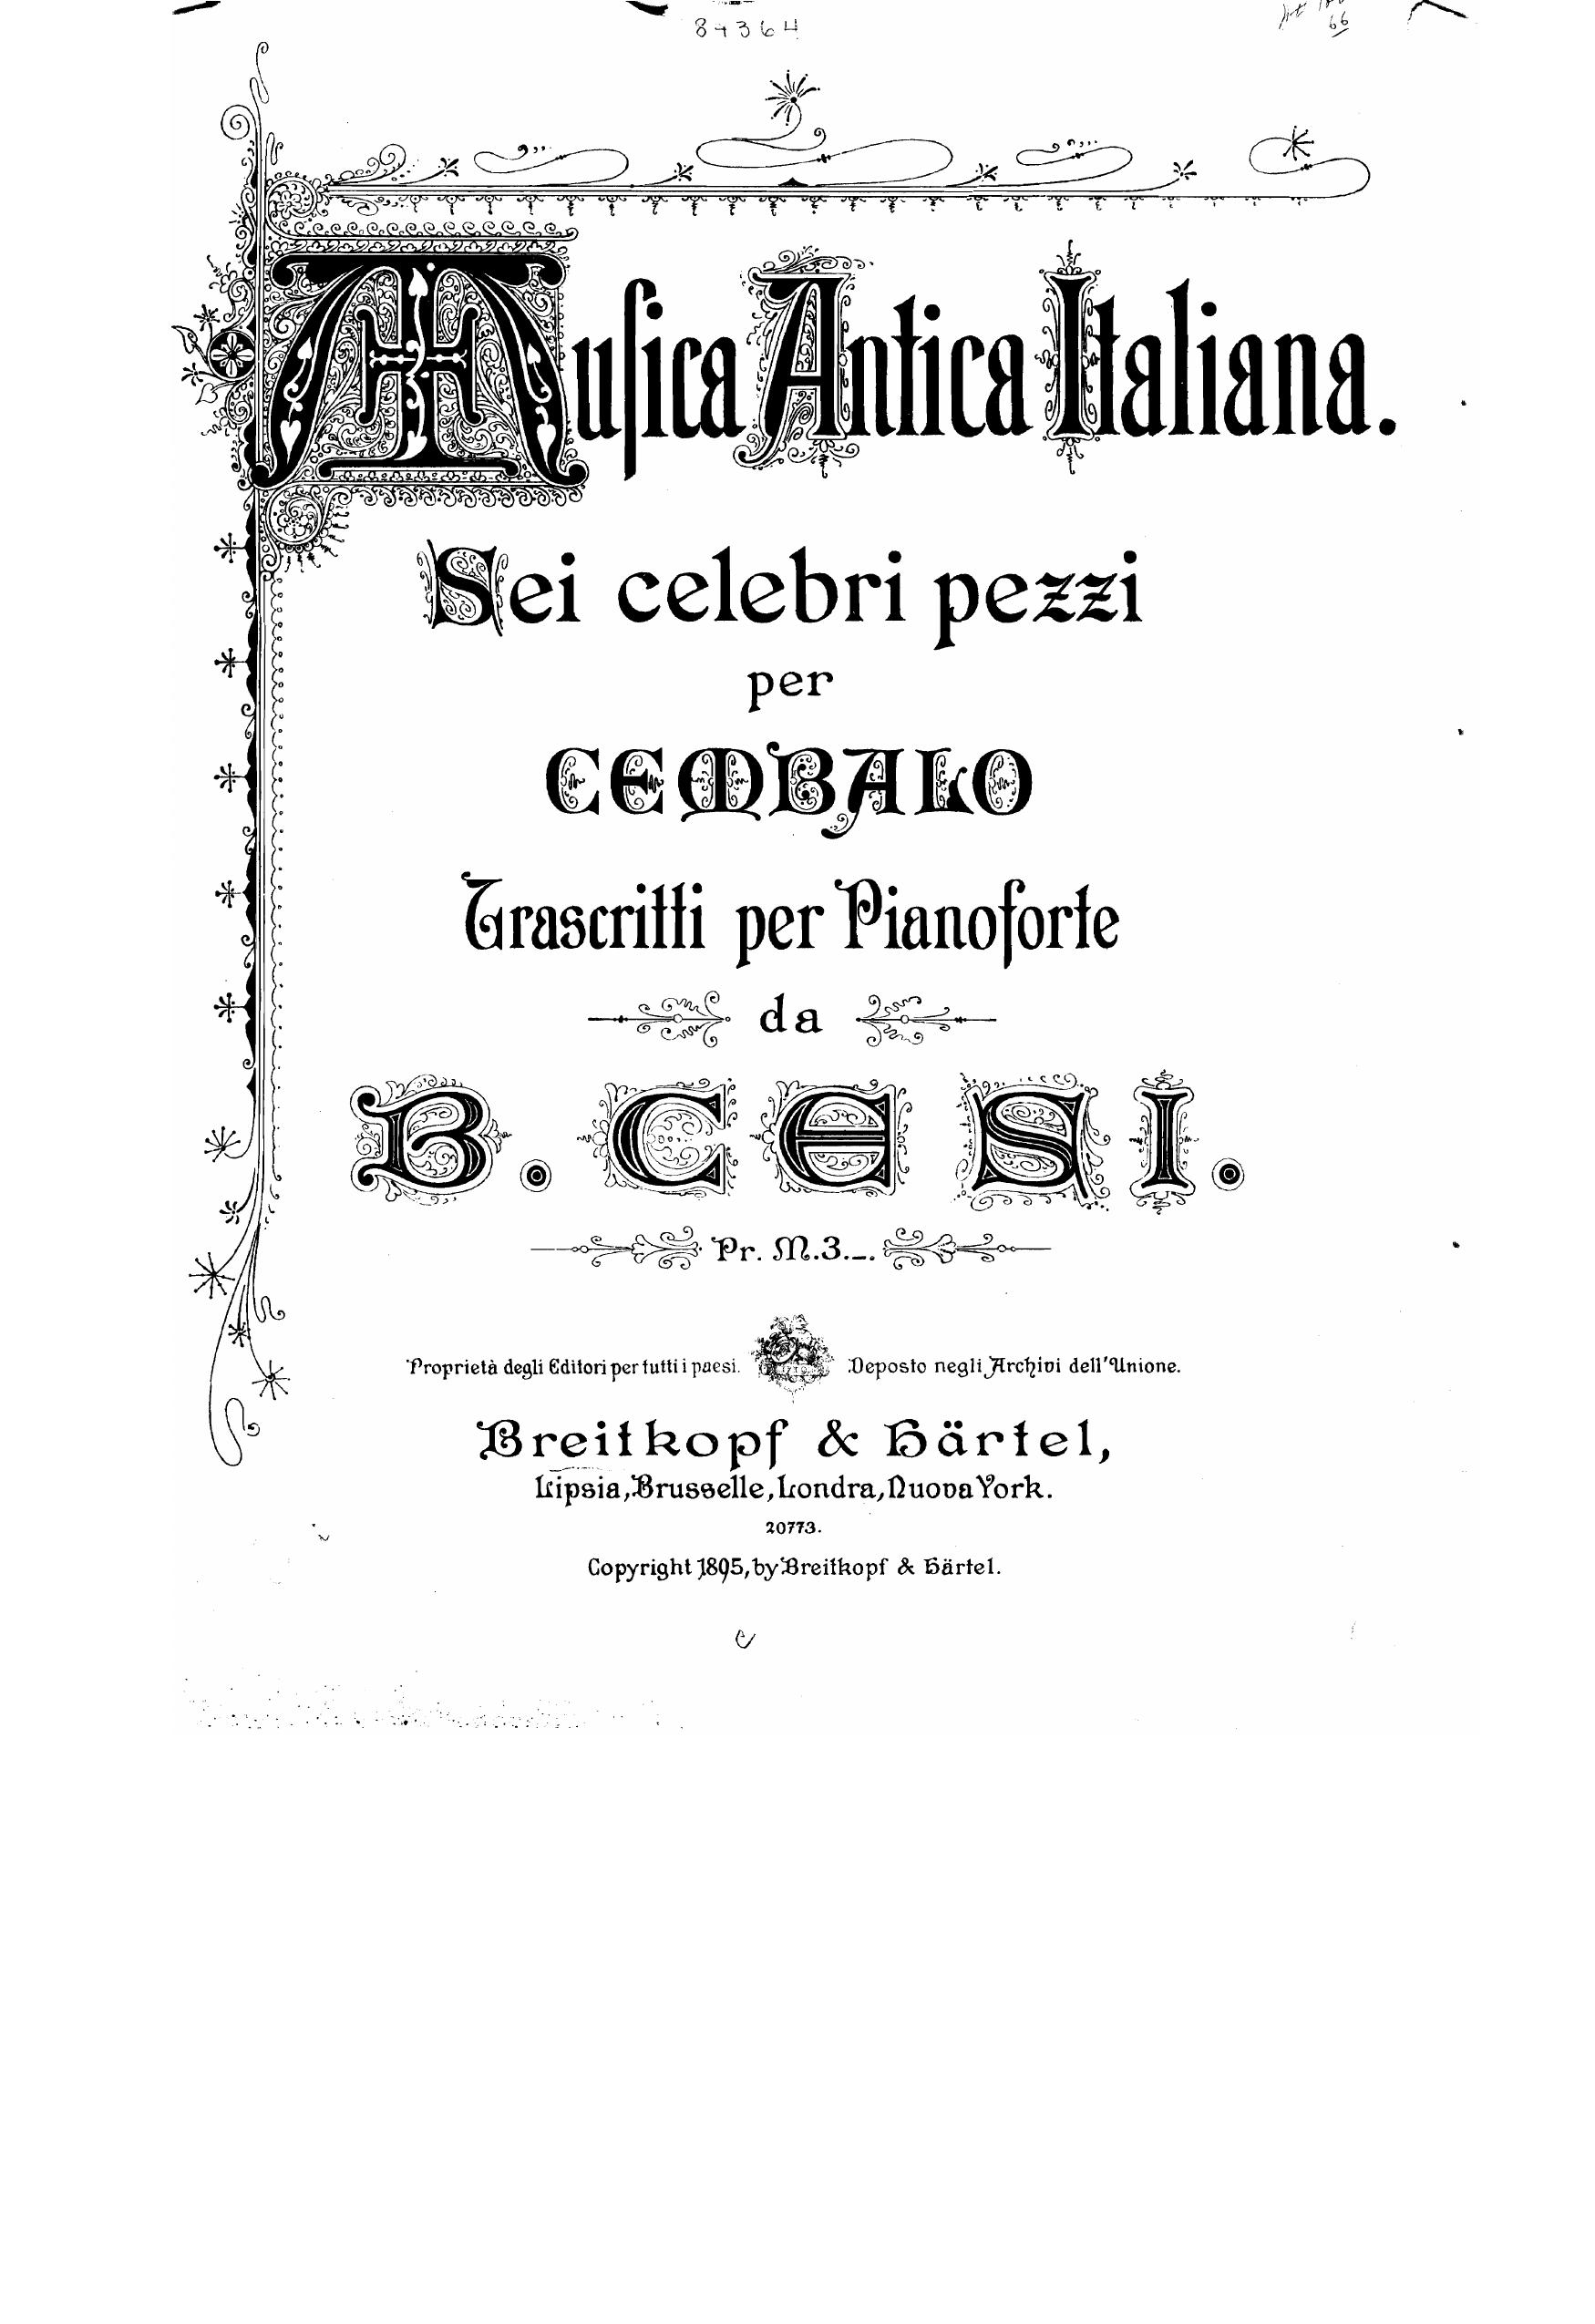 84364
66
Musica Antica Italiana.
Sei celebri pezzi
per
CEMBALO
Trascritti per Pianoforte
da
B. CESI.
Pr. M. 3._.
Proprietà degli Editori per tutti i paesi. Deposto negli Archivi dell'Unione.
Breitkopf & Härtel,
Lipsia, Brusselle, Londra, Nuova York.
20773.
Copyright 1895, by Breitkopf & Härtel.